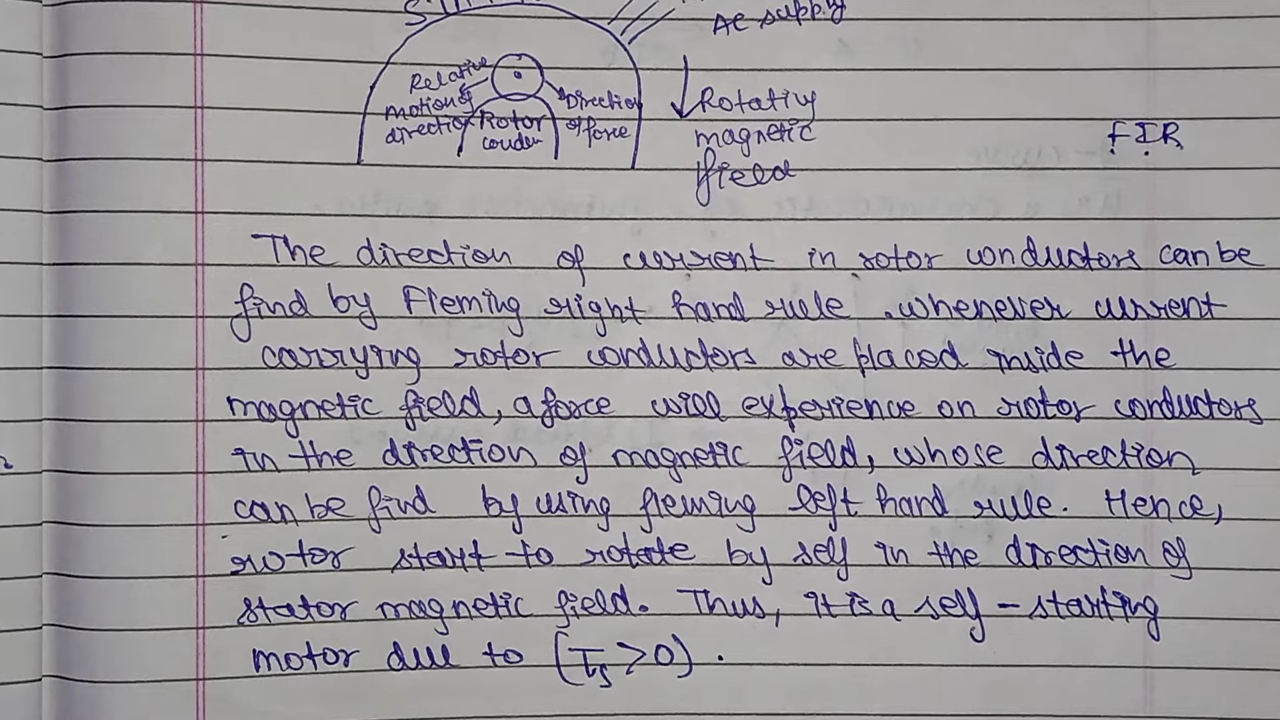 AC supply
Relative
motion of
direction
Rotor
conder
Direction
of force
Rotativy
magnetic
field
FIR
The direction of current in rotor conductors can be
find by Fleming right hand rule . whenever current
carrying rotor conductors are placed inside the
magnetic field, a force will experience on rotor conductors
in the direction of magnetic field, whose direction
can be find by using fleming left hand rule. Hence,
rotor start to rotate by self in the direction of
stator magnetic field. Thus, it is a self-starting
motor due to (Ts>0).